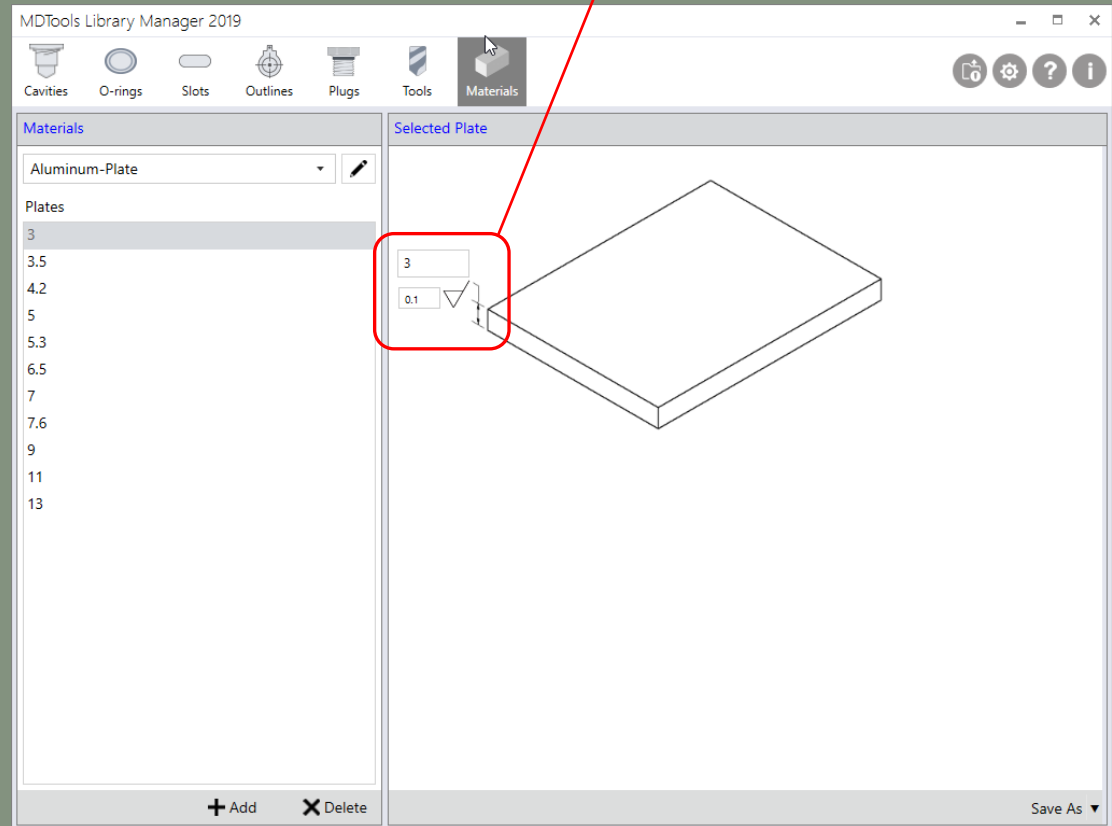 MDTools Library Manager 2019
Cavities O-rings Slots Outlines Plugs Tools Materials
Materials
Aluminum-Plate
Plates
3
3.5
4.2
5
5.3
6.5
7
7.6
9
11
13
Add Delete
Selected Plate
3
0.1
Save As